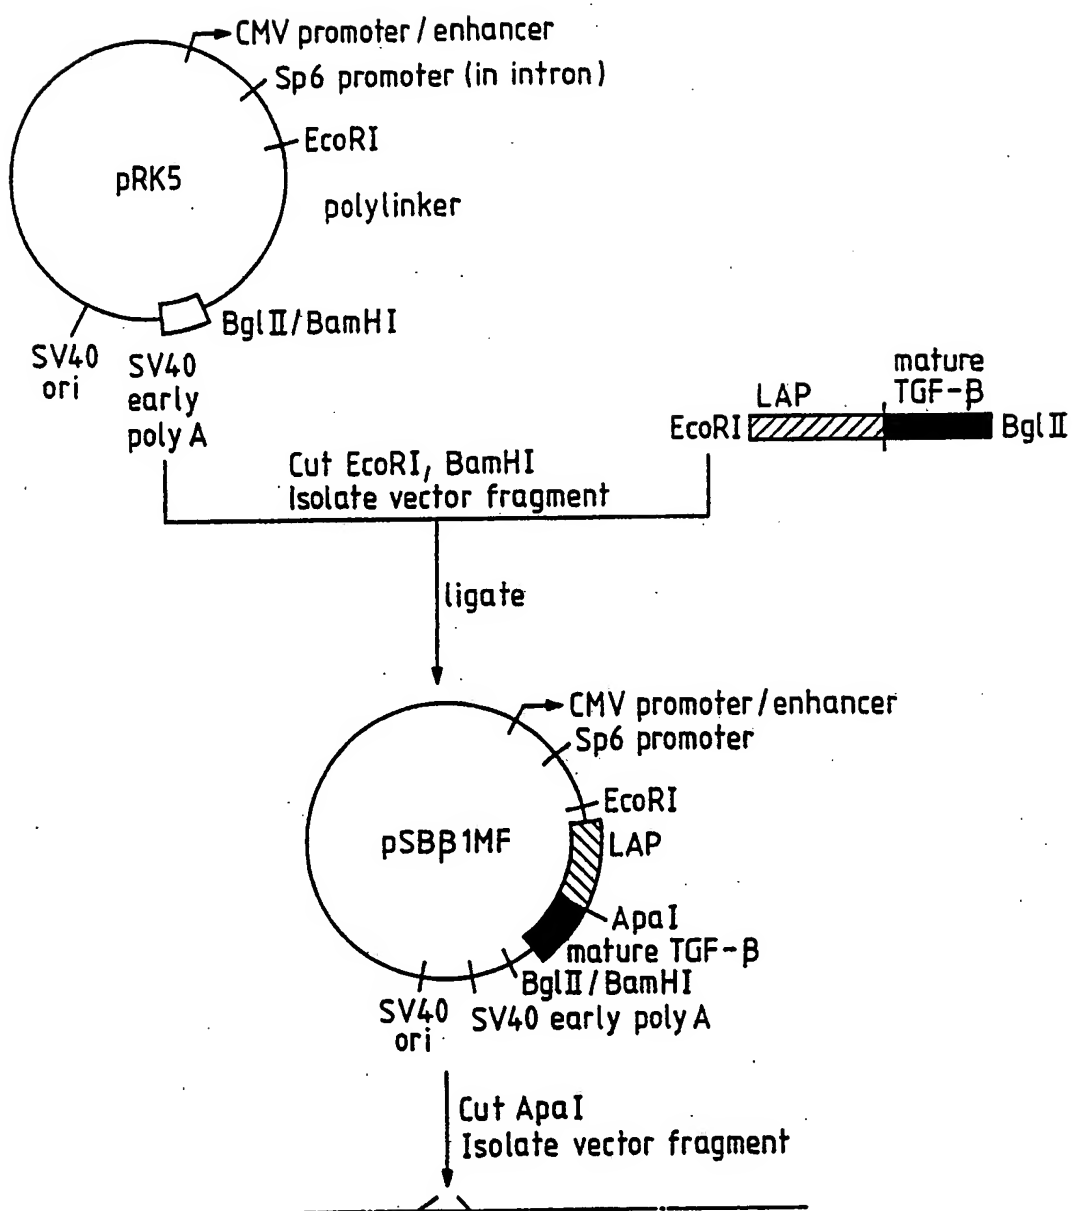 CMV promoter/enhancer
Sp6 promoter (in intron)
EcoRI
pRK5
polylinker
BglII/BamHI
SV40
ori
SV40
early
poly A
mature
TGF-β
LAP
EcoRI
BglII
Cut EcoRI, BamHI
Isolate vector fragment
ligate
CMV promoter/enhancer
Sp6 promoter
EcoRI
pSBβ1MF
LAP
ApaI
mature TGF-β
BglII/BamHI
SV40
ori
SV40 early poly A
Cut ApaI
Isolate vector fragment